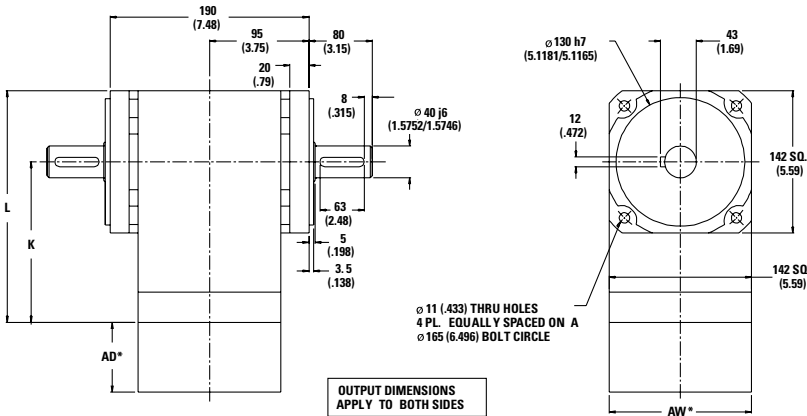 190
(7.48)
95
(3.75)
80
(3.15)
20
(.79)
8
(.315)
Ø 40 j6
(1.5752/1.5746)
L
K
63
(2.48)
5
(.198)
3.5
(.138)
AD*
OUTPUT DIMENSIONS
APPLY TO BOTH SIDES
Ø 130 h7
(5.1181/5.1165)
43
(1.69)
12
(.472)
142 SQ.
(5.59)
142 SQ
(5.59)
Ø 11 (.433) THRU HOLES
4 PL. EQUALLY SPACED ON A
Ø 165 (6.496) BOLT CIRCLE
AW*